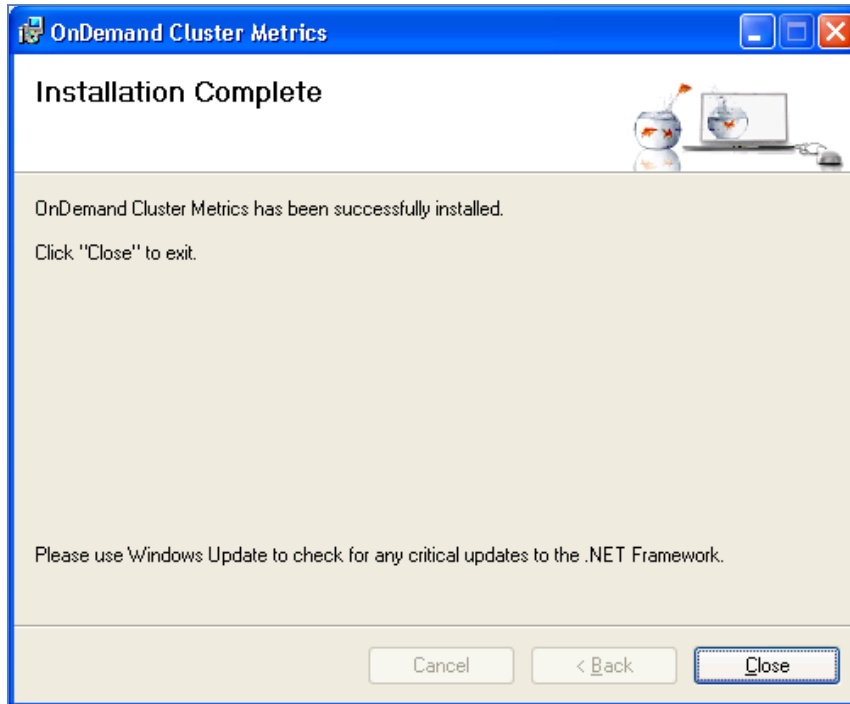 OnDemand Cluster Metrics
Installation Complete
OnDemand Cluster Metrics has been successfully installed.
Click "Close" to exit.
Please use Windows Update to check for any critical updates to the .NET Framework.
Cancel
< Back
Close